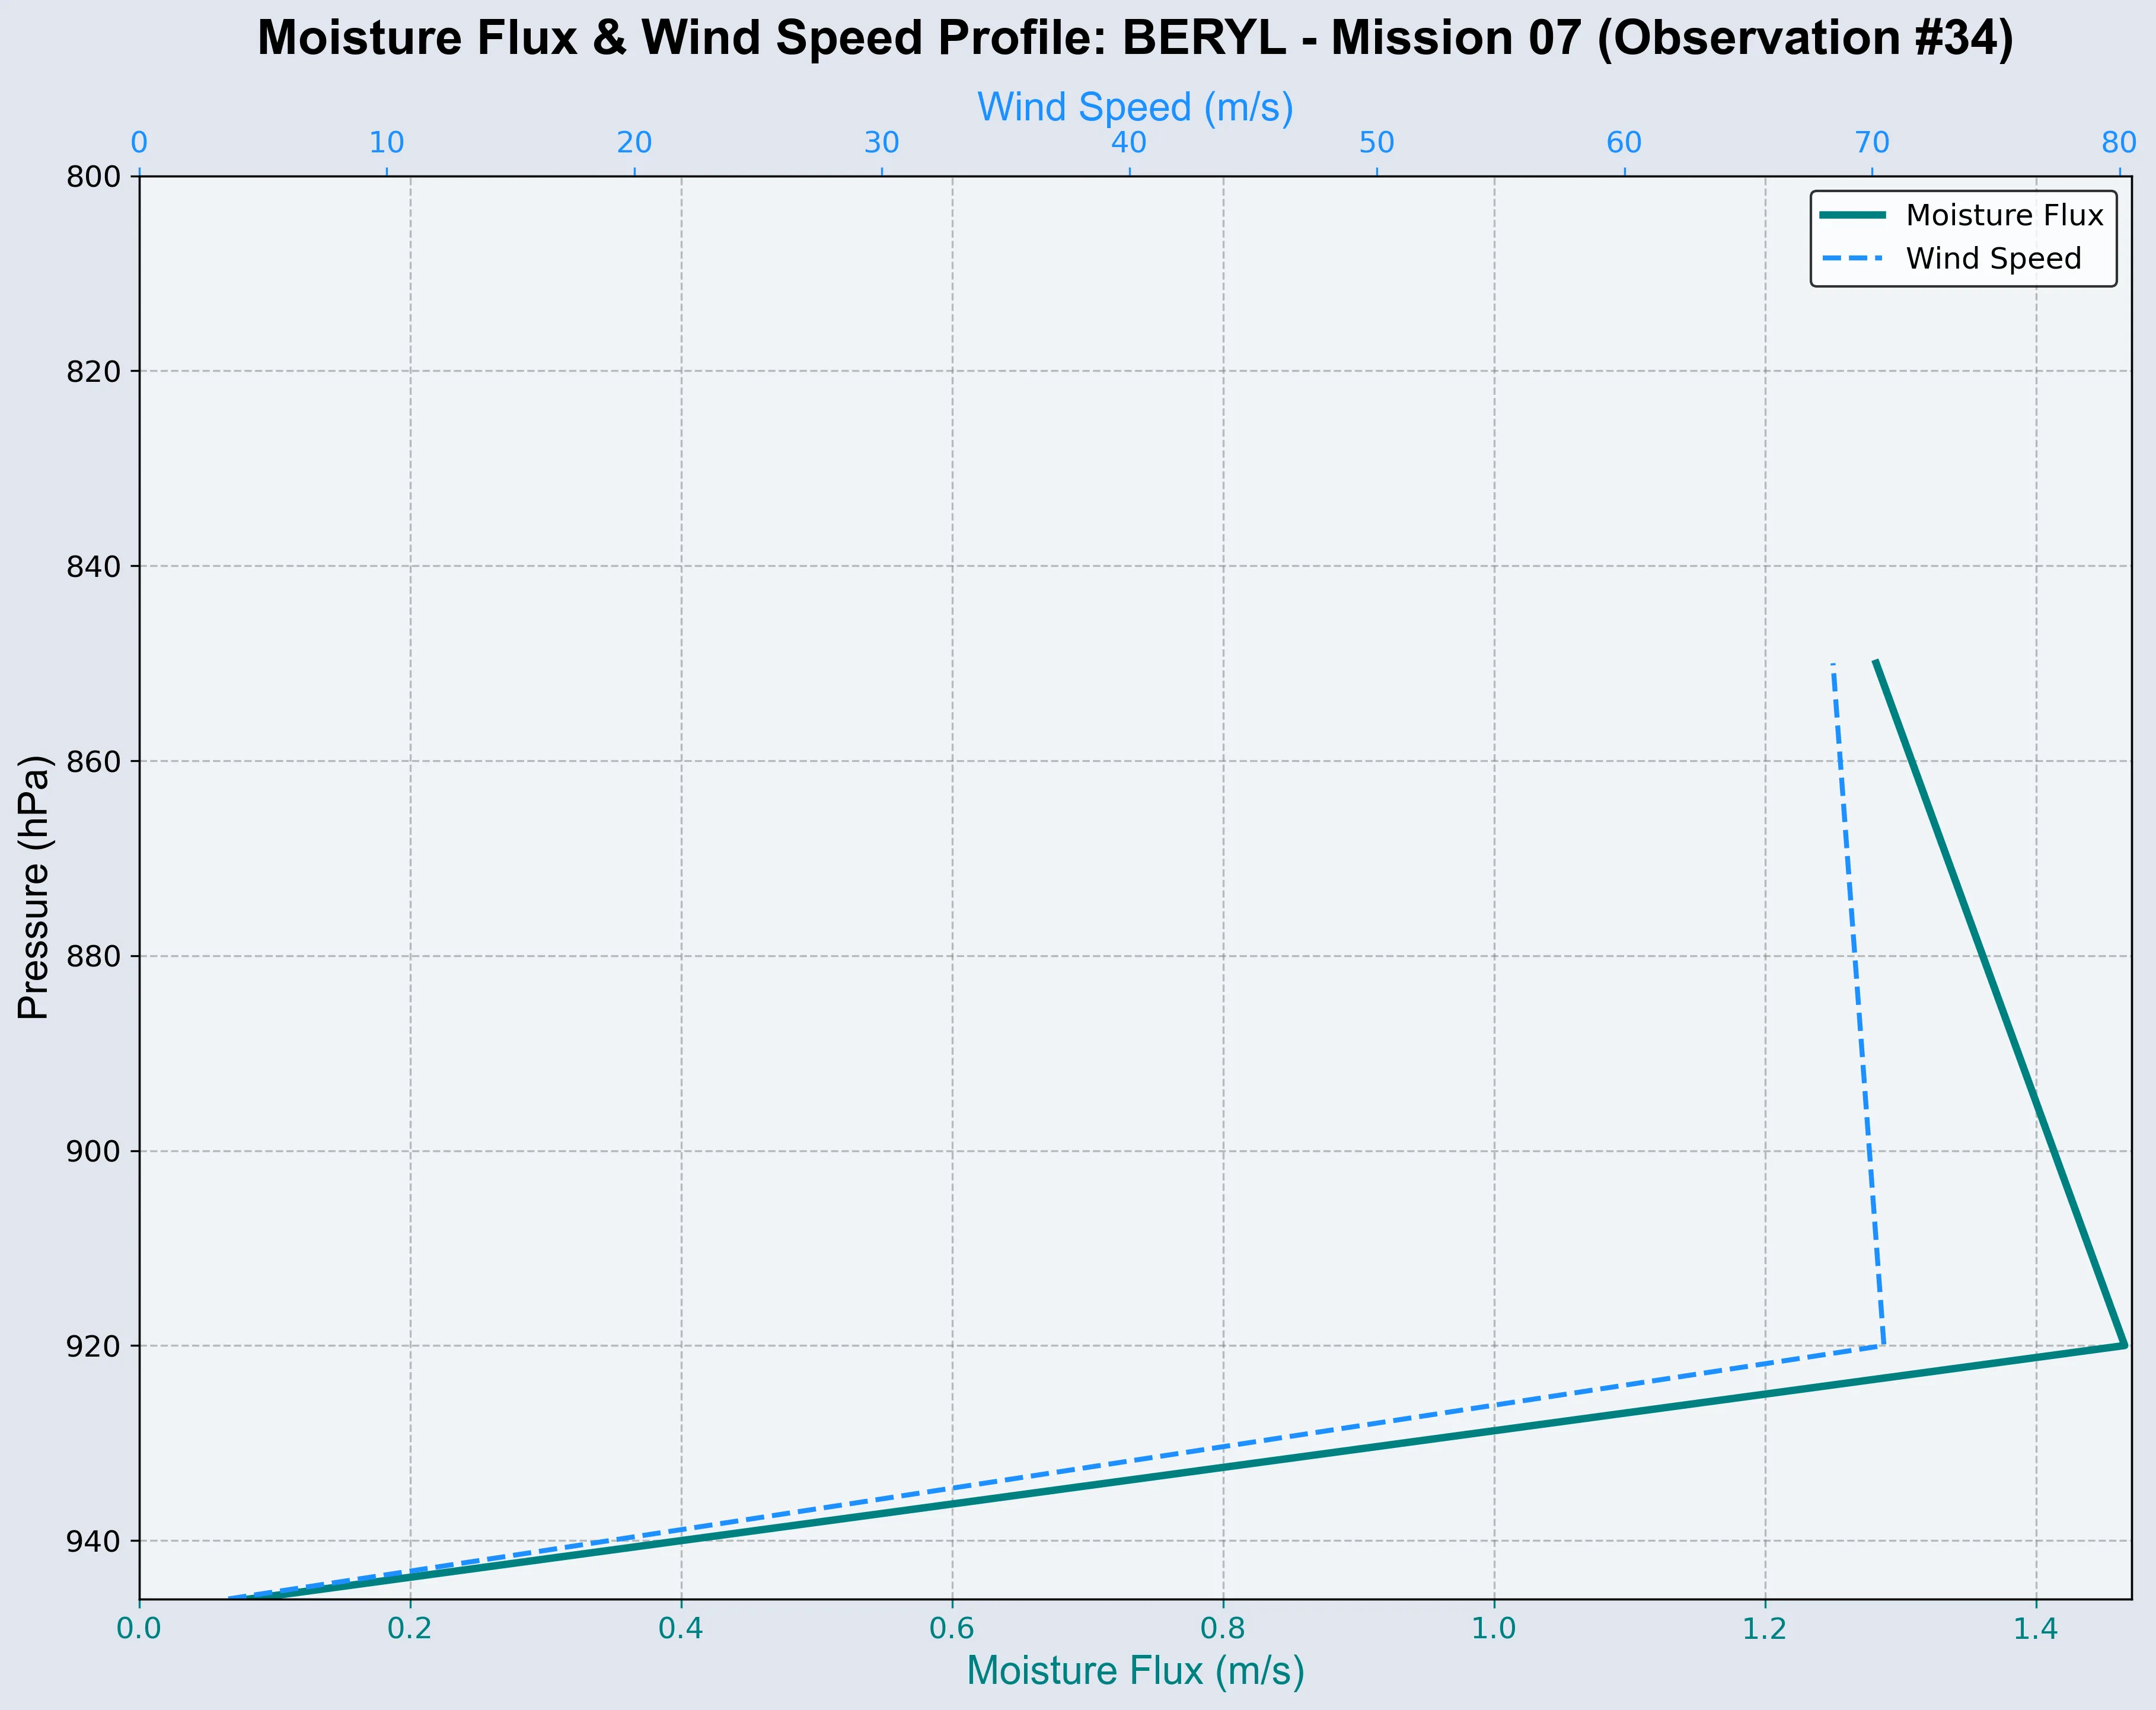 Moisture Flux & Wind Speed Profile: BERYL - Mission 07 (Observation #34)
Wind Speed (m/s)
0 10 20 30 40 50 60 70 80
Moisture Flux
Wind Speed
Pressure (hPa)
800
820
840
860
880
900
920
940
0.0 0.2 0.4 0.6 0.8 1.0 1.2 1.4
Moisture Flux (m/s)